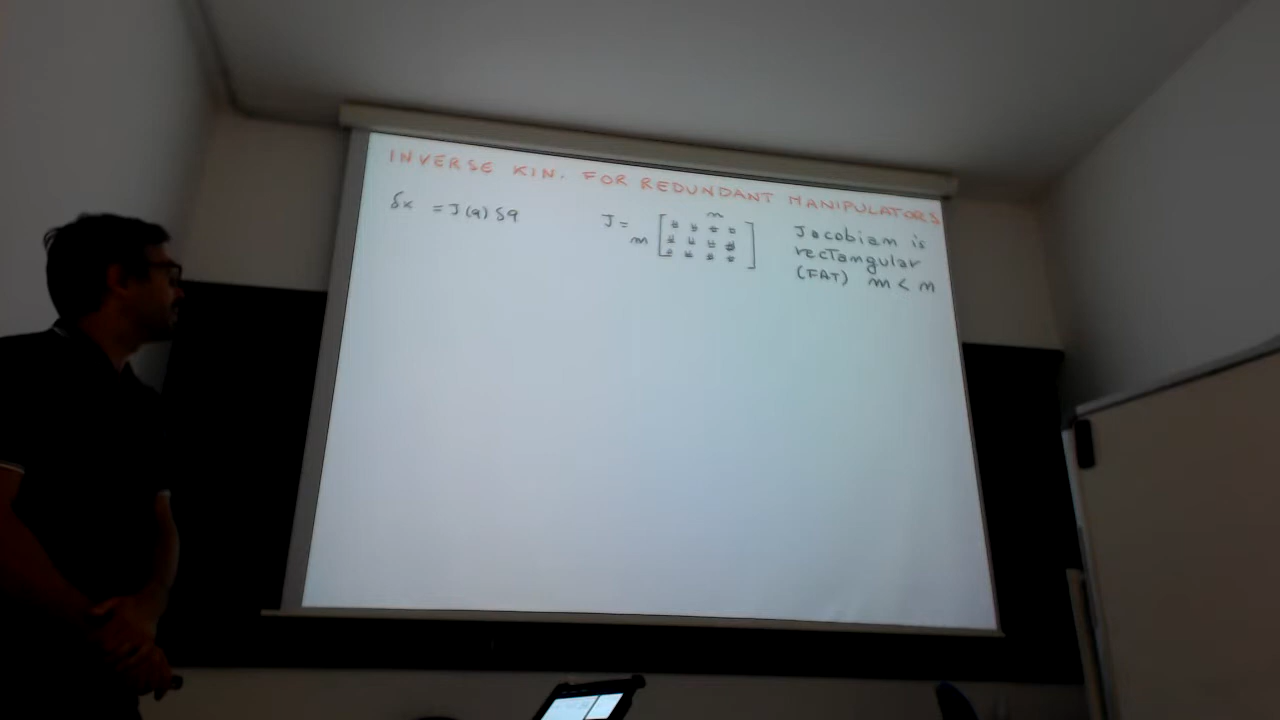 INVERSE KIN. FOR REDUNDANT MANIPULATORS
δx = J(q) δq
J =
n
m
[# # # #
# # # #
# # # #]
Jacobian is
rectangular
(FAT) m < n